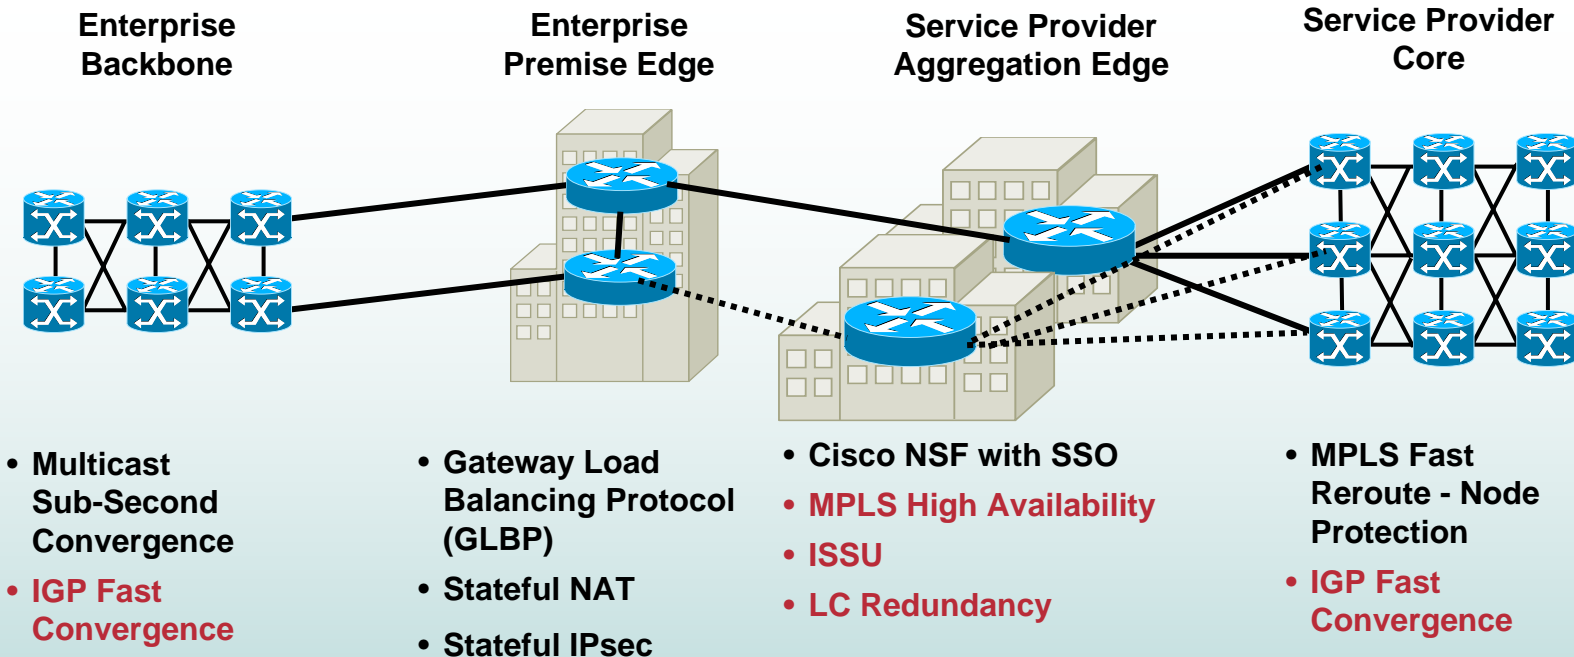 Enterprise
Backbone
Enterprise
Premise Edge
Service Provider
Aggregation Edge
Service Provider
Core
• Multicast
Sub-Second
Convergence
• IGP Fast
Convergence
• Gateway Load
Balancing Protocol
(GLBP)
• Stateful NAT
• Stateful IPsec
• Cisco NSF with SSO
• MPLS High Availability
• ISSU
• LC Redundancy
• MPLS Fast
Reroute - Node
Protection
• IGP Fast
Convergence